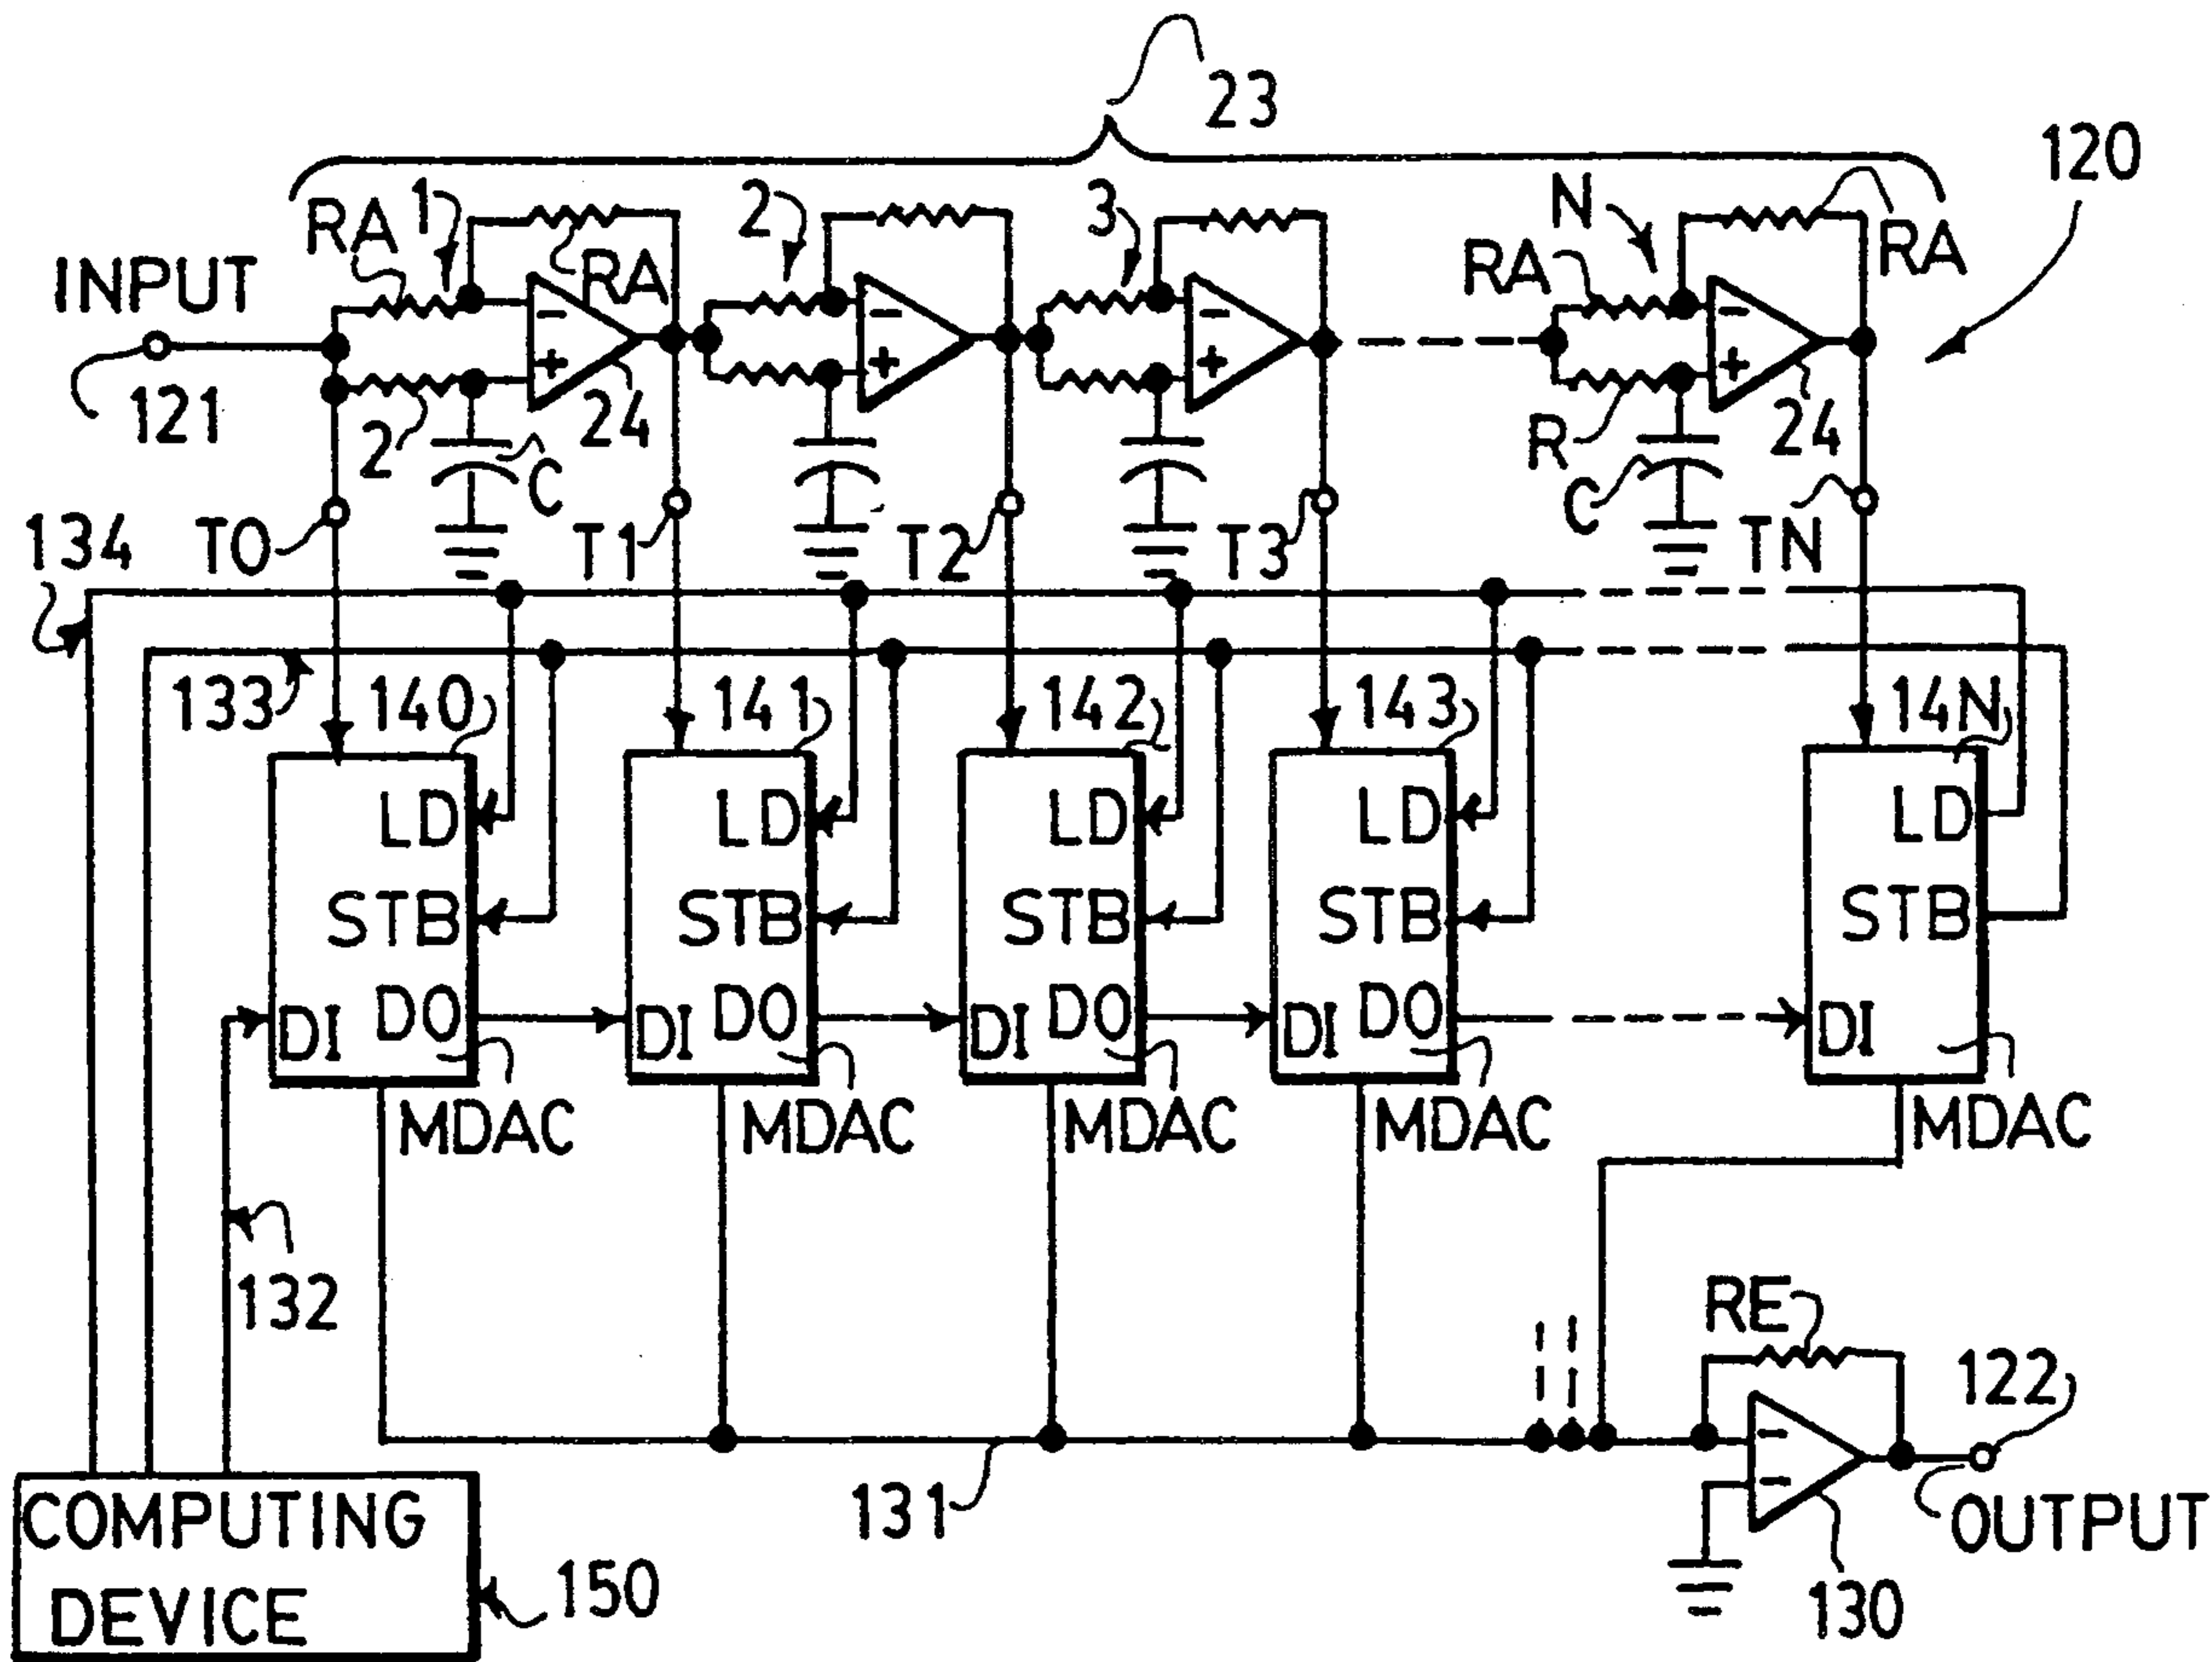 23
120
RA 1 2 3 N
RA RA RA
INPUT
- - - -
+ + + +
121 2 24 C R 24 C
134 T0 T1 T2 T3 TN
133 140 141 142 143 14N
LD LD LD LD LD
STB STB STB STB STB
DI DO DI DO DI DO DI DO DI
MDAC MDAC MDAC MDAC MDAC
132
RE
122
-
-
131 OUTPUT
COMPUTING
DEVICE
150 130